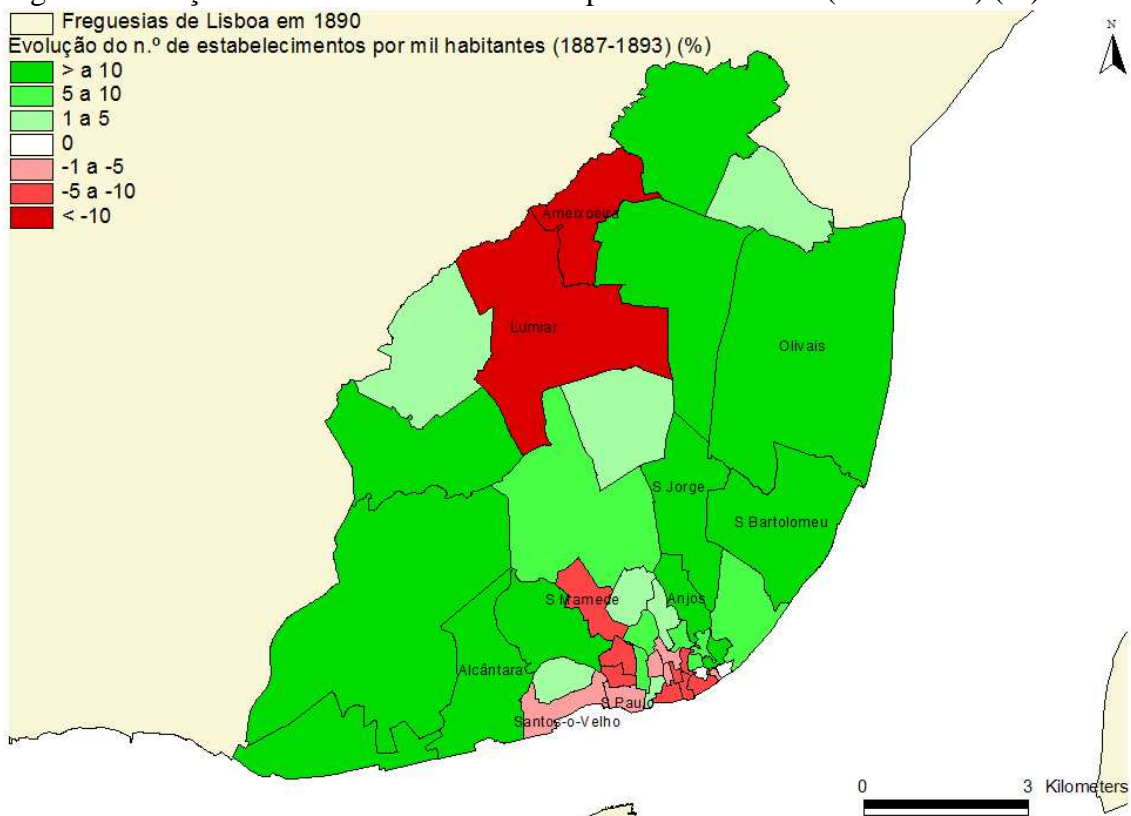 Freguesias de Lisboa em 1890
Evolução do n.º de estabelecimentos por mil habitantes (1887-1893) (%)
> a 10
5 a 10
1 a 5
0
-1 a -5
-5 a -10
< -10
N
Ameixoeira
Lumiar
Olivais
S Jorge
S Bartolomeu
S Mamede
Anjos
Alcântara
S Paulo
Santos-o-Velho
0 3 Kilometers